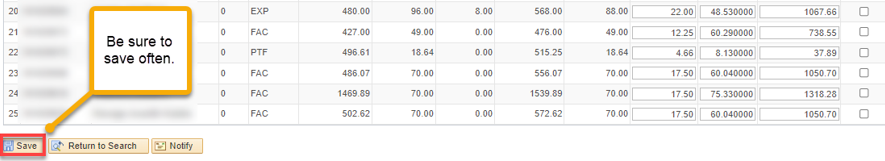 20 0 EXP 480.00 96.00 8.00 568.00 88.00 22.00 48.530000 1067.66
21 0 FAC 427.00 49.00 0.00 476.00 49.00 12.25 60.290000 738.55
22 0 PTF 496.61 18.64 0.00 515.25 18.64 4.66 8.130000 37.89
23 0 FAC 486.07 70.00 0.00 556.07 70.00 17.50 60.040000 1050.70
24 0 FAC 1469.89 70.00 0.00 1539.89 70.00 17.50 75.330000 1318.28
25 0 FAC 502.62 70.00 0.00 572.62 70.00 17.50 60.040000 1050.70
Be sure to
save often.
Save Return to Search Notify